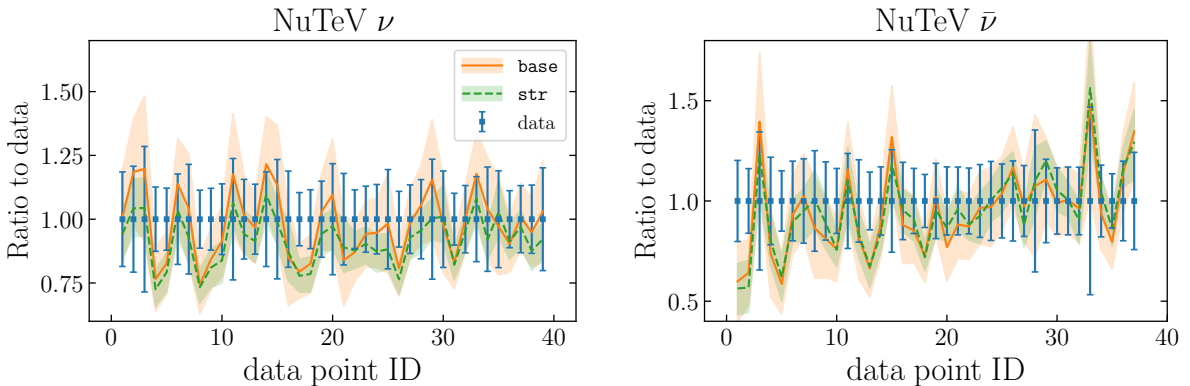 NuTeV ν
Ratio to data
1.50
1.25
1.00
0.75
base
str
data
0
10
20
30
40
data point ID
NuTeV ν̄
Ratio to data
1.5
1.0
0.5
0
10
20
30
40
data point ID